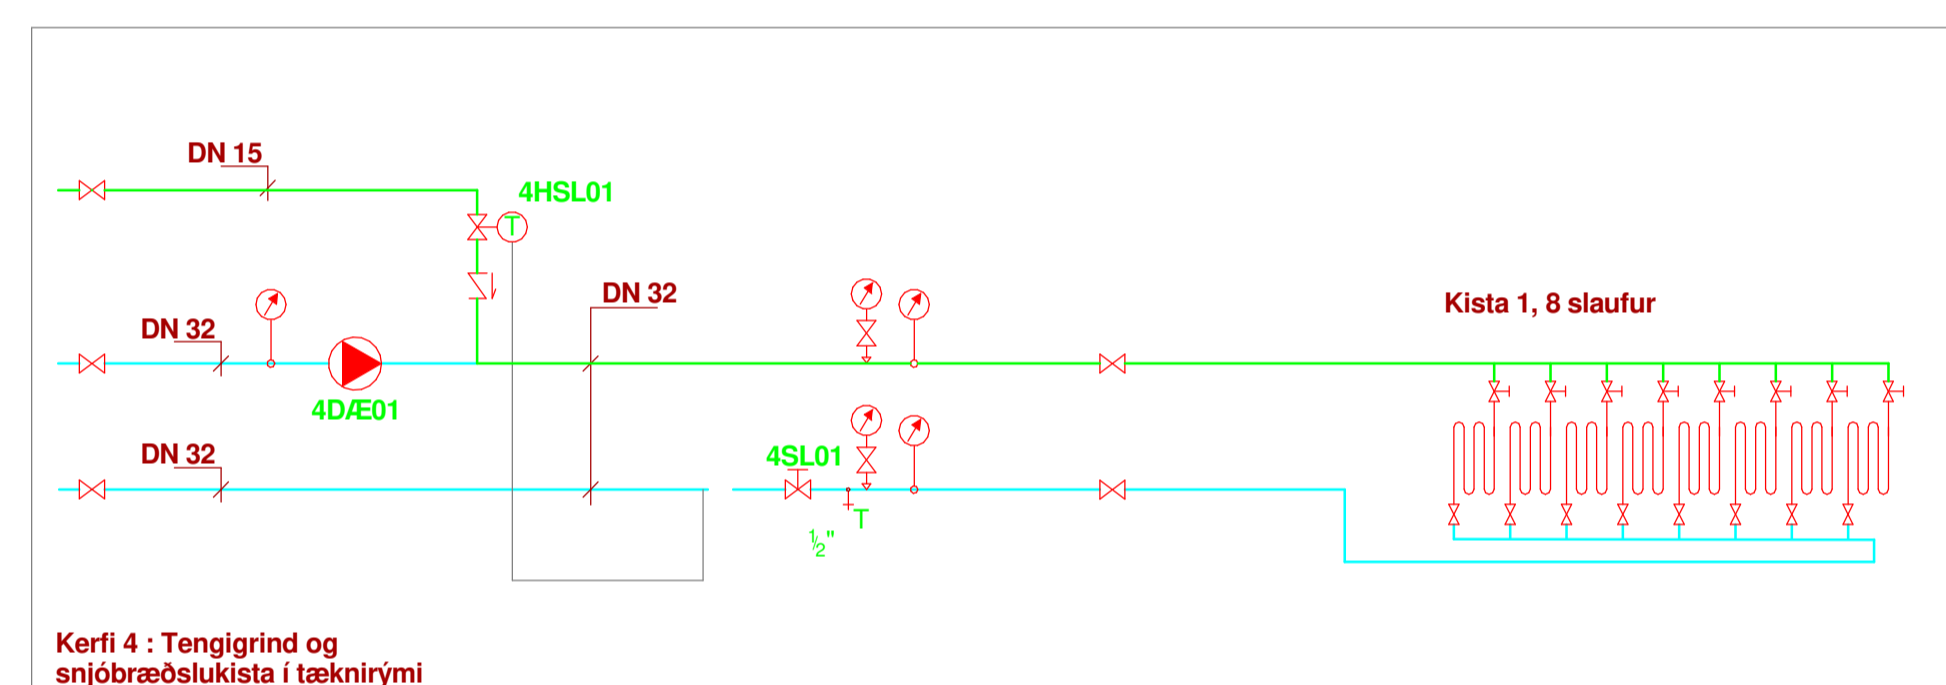 DN 15
4HSL01
T
DN 32
DN 32
Kista 1, 8 slaufur
4DÆ01
DN 32
4SL01
T
½"
Kerfi 4 : Tengigrind og
snjóbræðslukista í tæknirými